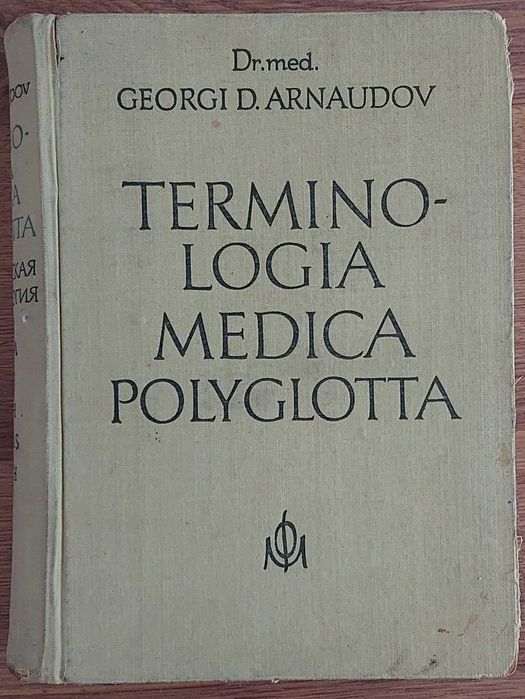 Dr. med.
GEORGI D. ARNAUDOV
TERMINO-
LOGIA
MEDICA
POLYGLOTTA